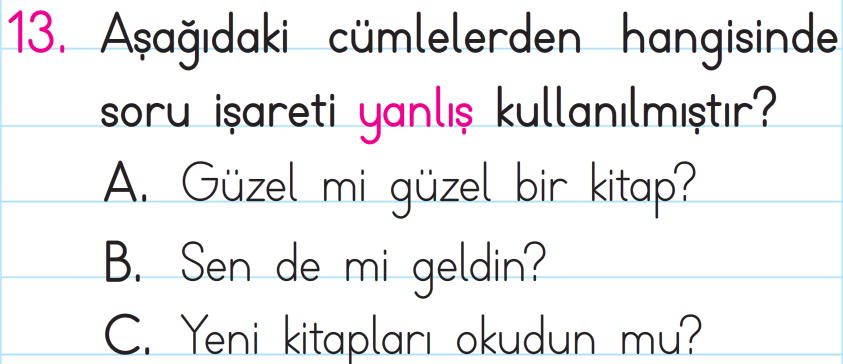 13. Aşağıdaki cümlelerden hangisinde
soru işareti yanlış kullanılmıştır?
A. Güzel mi güzel bir kitap?
B. Sen de mi geldin?
C. Yeni kitapları okudun mu?